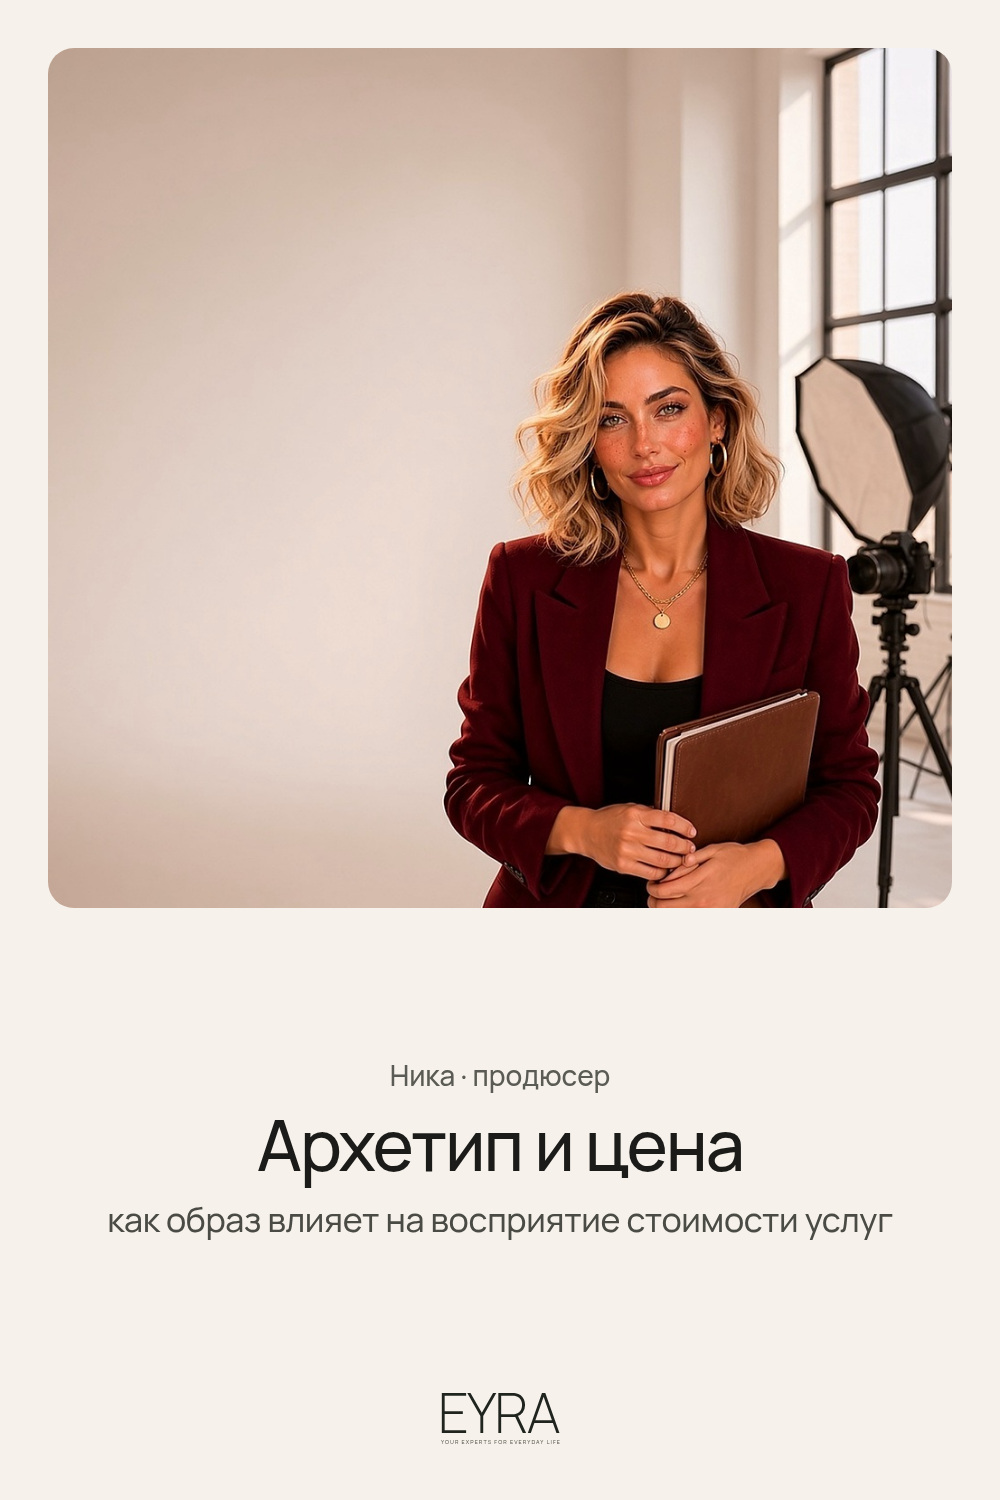 Ника · продюсер
Архетип и цена
как образ влияет на восприятие стоимости услуг
EYRA
YOUR EXPERTS FOR EVERYDAY LIFE